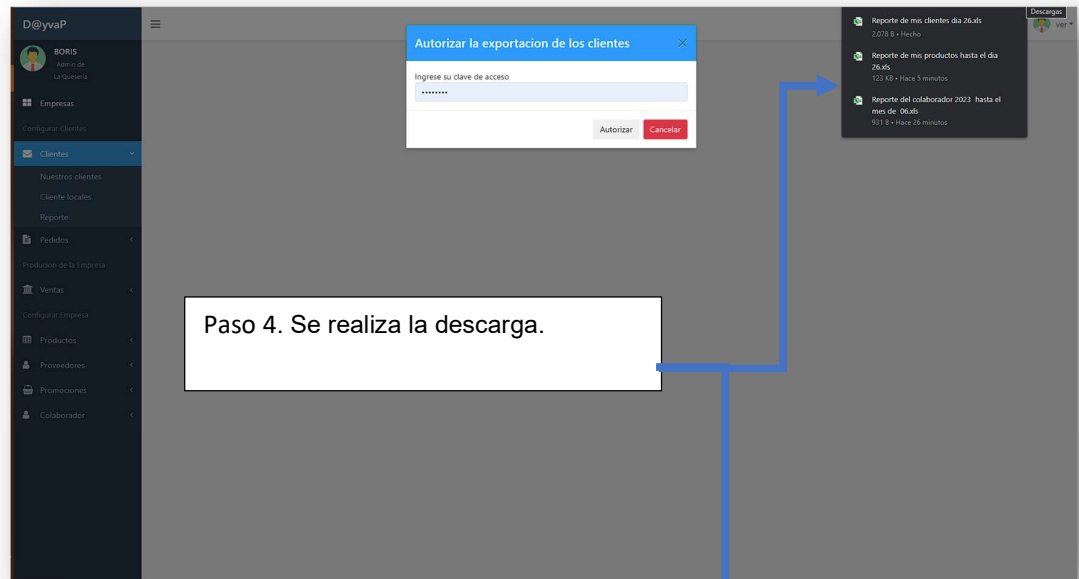 D@yvaP
BORIS
Admin de
La Queseria
Empresas
Configurar Clientes
Clientes
Nuestros clientes
Cliente locales
Reporte
Pedidos
Producion de la Empresa
Ventas
Configurar Empresa
Productos
Proveedores
Promociones
Colaborador
Autorizar la exportacion de los clientes
Ingrese su clave de acceso
••••••••
Autorizar
Cancelar
Descargas
ver
Reporte de mis clientes dia 26.xls
2.078 B • Hecho
Reporte de mis productos hasta el dia
26.xls
123 KB • Hace 5 minutos
Reporte del colaborador 2023 hasta el
mes de 06.xls
931 B • Hace 26 minutos
Paso 4. Se realiza la descarga.